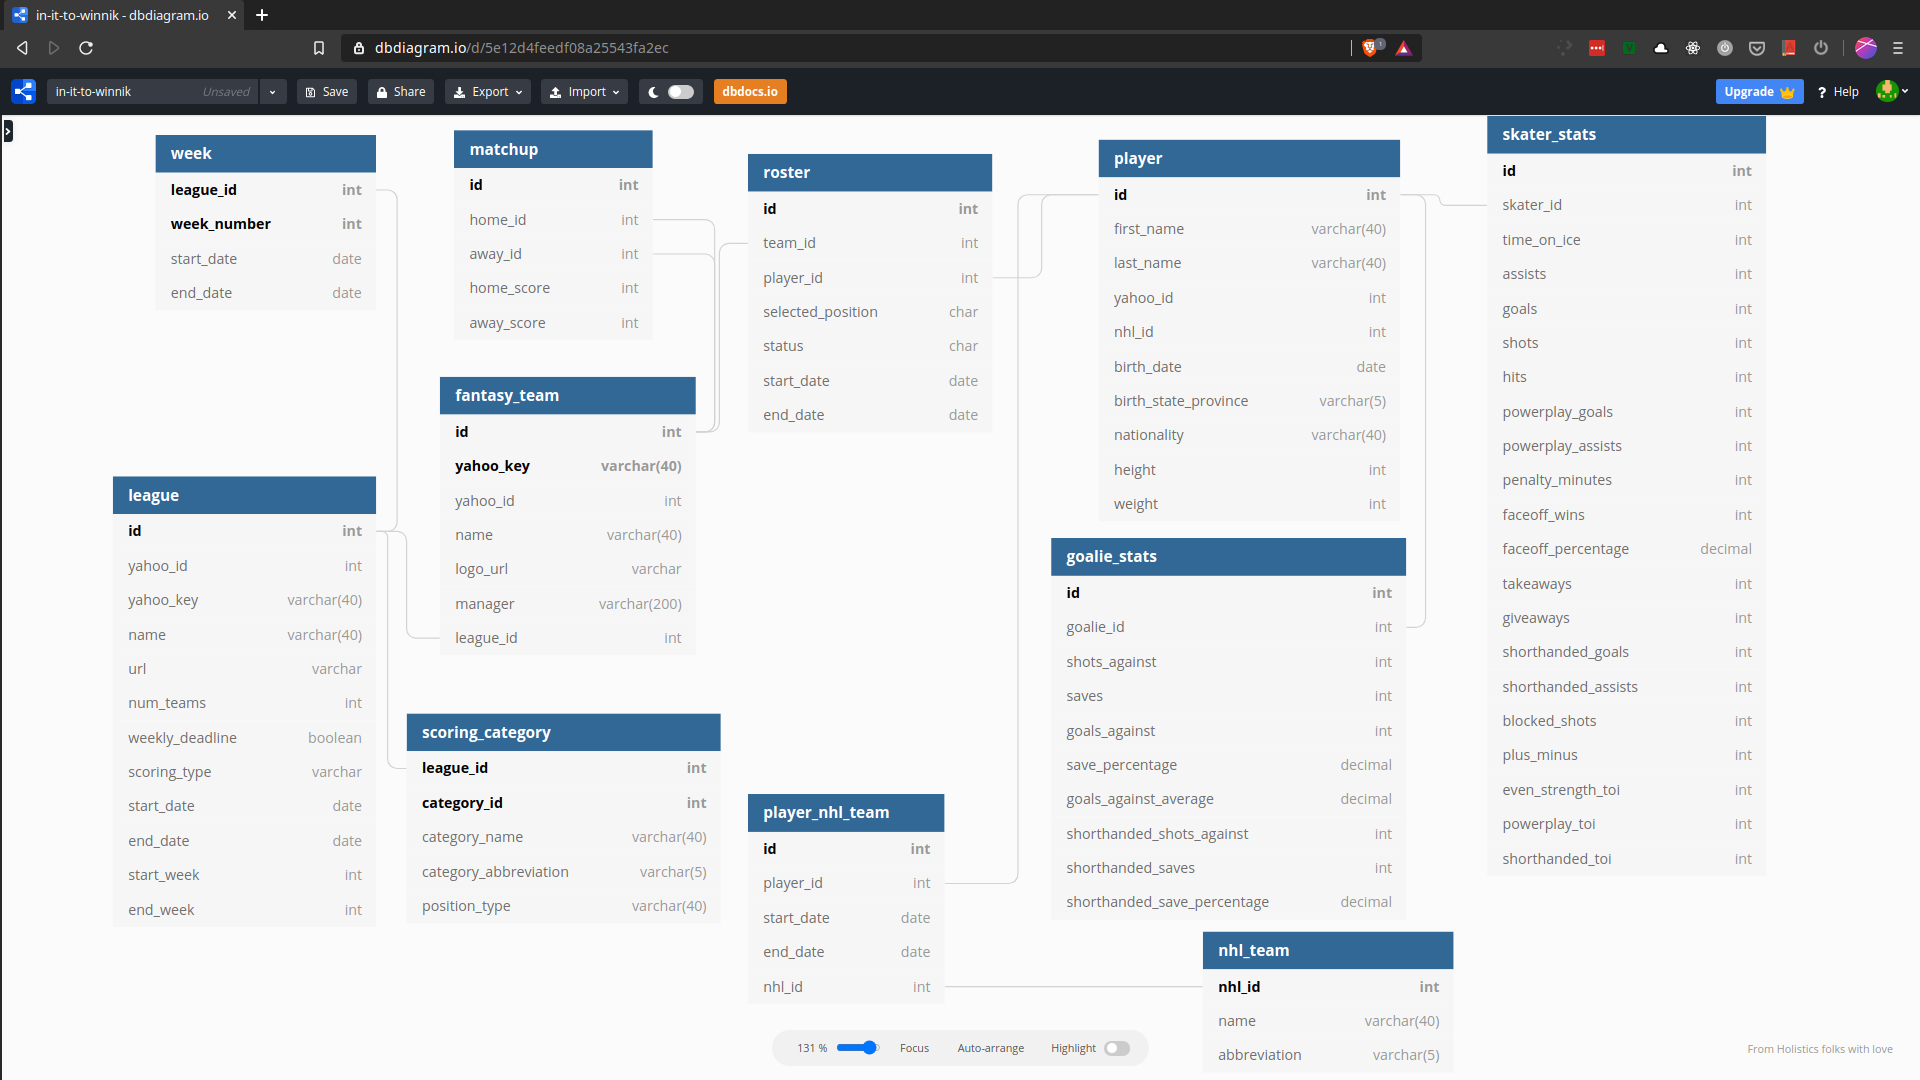 in-it-to-winnik - dbdiagram.io
dbdiagram.io/d/5e12d4feedf08a25543fa2ec
1
in-it-to-winnik Unsaved
Save
Share
Export
Import
dbdocs.io
Upgrade
? Help
week
league_id int
week_number int
start_date date
end_date date
matchup
id int
home_id int
away_id int
home_score int
away_score int
roster
id int
team_id int
player_id int
selected_position char
status char
start_date date
end_date date
player
id int
first_name varchar(40)
last_name varchar(40)
yahoo_id int
nhl_id int
birth_date date
birth_state_province varchar(5)
nationality varchar(40)
height int
weight int
skater_stats
id int
skater_id int
time_on_ice int
assists int
goals int
shots int
hits int
powerplay_goals int
powerplay_assists int
penalty_minutes int
faceoff_wins int
faceoff_percentage decimal
takeaways int
giveaways int
shorthanded_goals int
shorthanded_assists int
blocked_shots int
plus_minus int
even_strength_toi int
powerplay_toi int
shorthanded_toi int
fantasy_team
id int
yahoo_key varchar(40)
yahoo_id int
name varchar(40)
logo_url varchar
manager varchar(200)
league_id int
league
id int
yahoo_id int
yahoo_key varchar(40)
name varchar(40)
url varchar
num_teams int
weekly_deadline boolean
scoring_type varchar
start_date date
end_date date
start_week int
end_week int
goalie_stats
id int
goalie_id int
shots_against int
saves int
goals_against int
save_percentage decimal
goals_against_average decimal
shorthanded_shots_against int
shorthanded_saves int
shorthanded_save_percentage decimal
scoring_category
league_id int
category_id int
category_name varchar(40)
category_abbreviation varchar(5)
position_type varchar(40)
player_nhl_team
id int
player_id int
start_date date
end_date date
nhl_id int
nhl_team
nhl_id int
name varchar(40)
abbreviation varchar(5)
131 %
Focus
Auto-arrange
Highlight
From Holistics folks with love